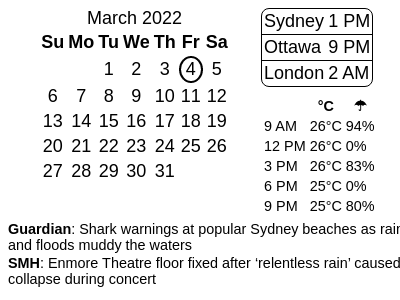 March 2022
Su Mo Tu We Th Fr Sa
1 2 3 4 5
6 7 8 9 10 11 12
13 14 15 16 17 18 19
20 21 22 23 24 25 26
27 28 29 30 31
Sydney 1 PM
Ottawa 9 PM
London 2 AM
°C ☂
9 AM 26°C 94%
12 PM 26°C 0%
3 PM 26°C 83%
6 PM 25°C 0%
9 PM 25°C 80%
Guardian: Shark warnings at popular Sydney beaches as rain
and floods muddy the waters
SMH: Enmore Theatre floor fixed after ‘relentless rain’ caused
collapse during concert